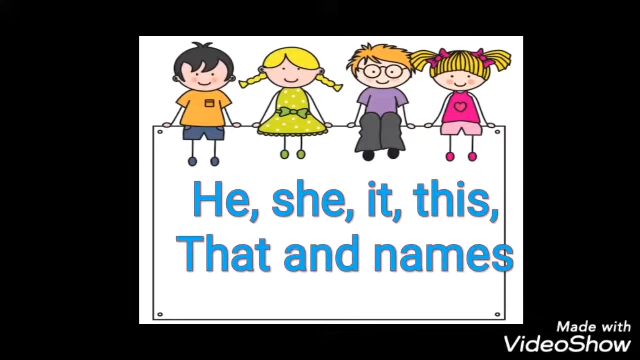 He, she, it, this,
That and names
Made with
VideoShow